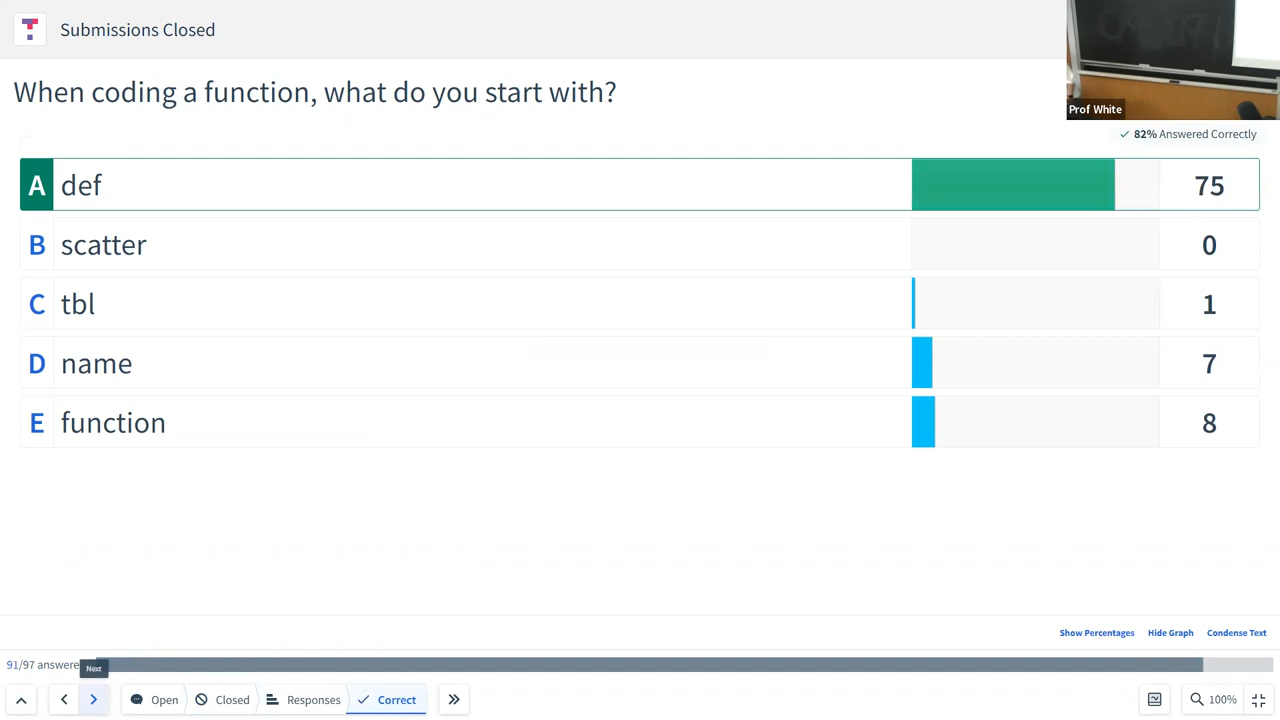 Submissions Closed
When coding a function, what do you start with?
Prof White
82% Answered Correctly
A def 75
B scatter 0
C tbl 1
D name 7
E function 8
Show Percentages Hide Graph Condense Text
91/97 answere
Next
Open Closed Responses Correct 100%